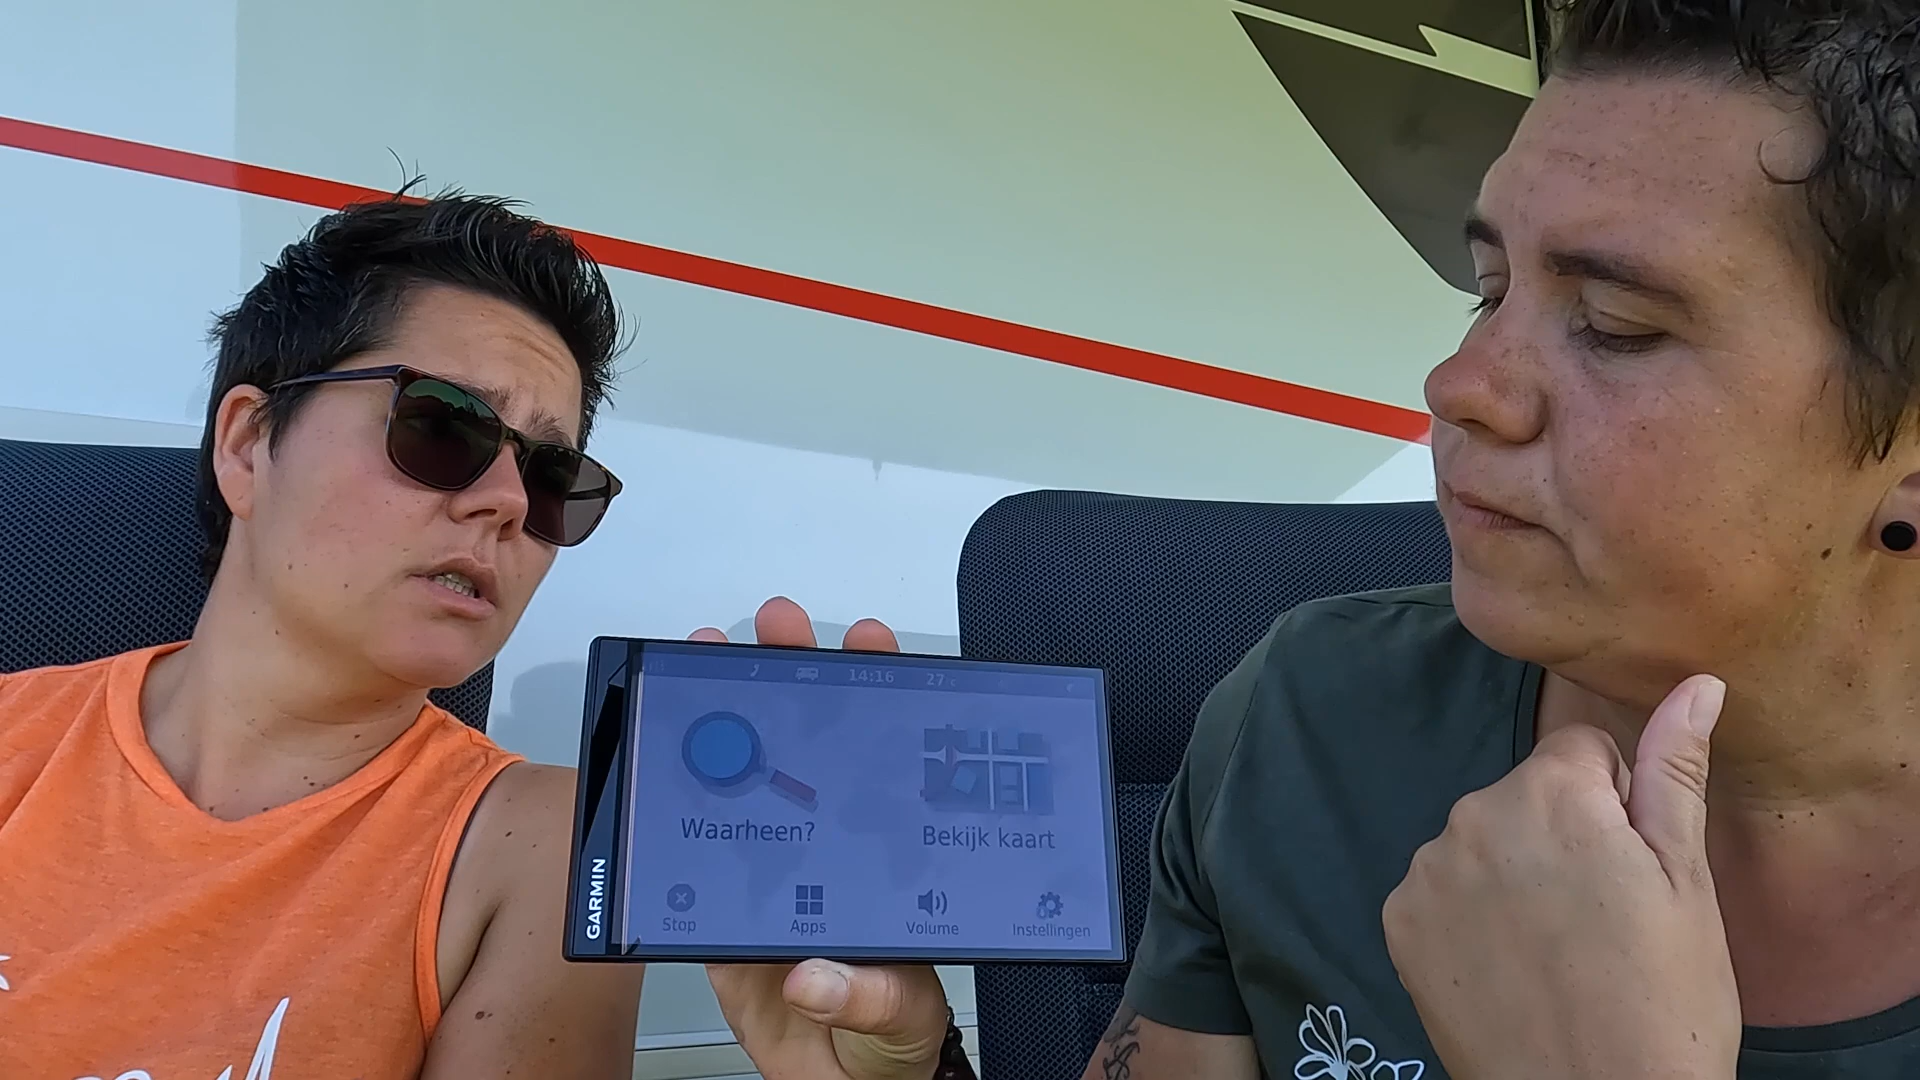 14:16 27°C
Waarheen? Bekijk kaart
Stop Apps Volume Instellingen
GARMIN